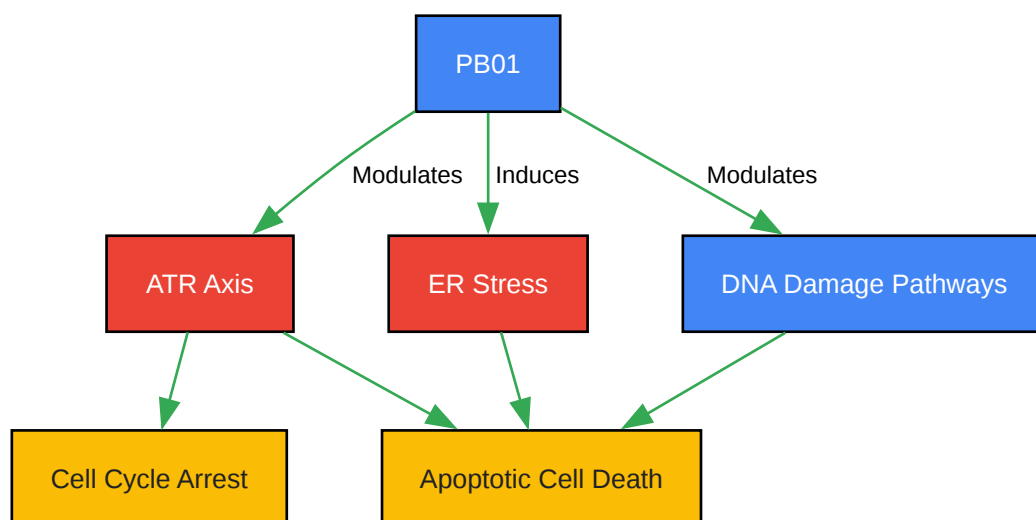 PB01
Modulates
Induces
Modulates
ATR Axis
ER Stress
DNA Damage Pathways
Cell Cycle Arrest
Apoptotic Cell Death